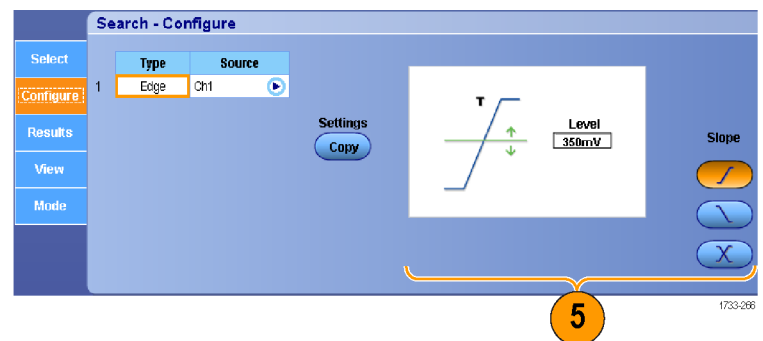 Search - Configure
Select
Configure
Results
View
Mode
Type Source
1 Edge Ch1
Settings
Copy
T
Level
350mV
Slope
5
1733-266